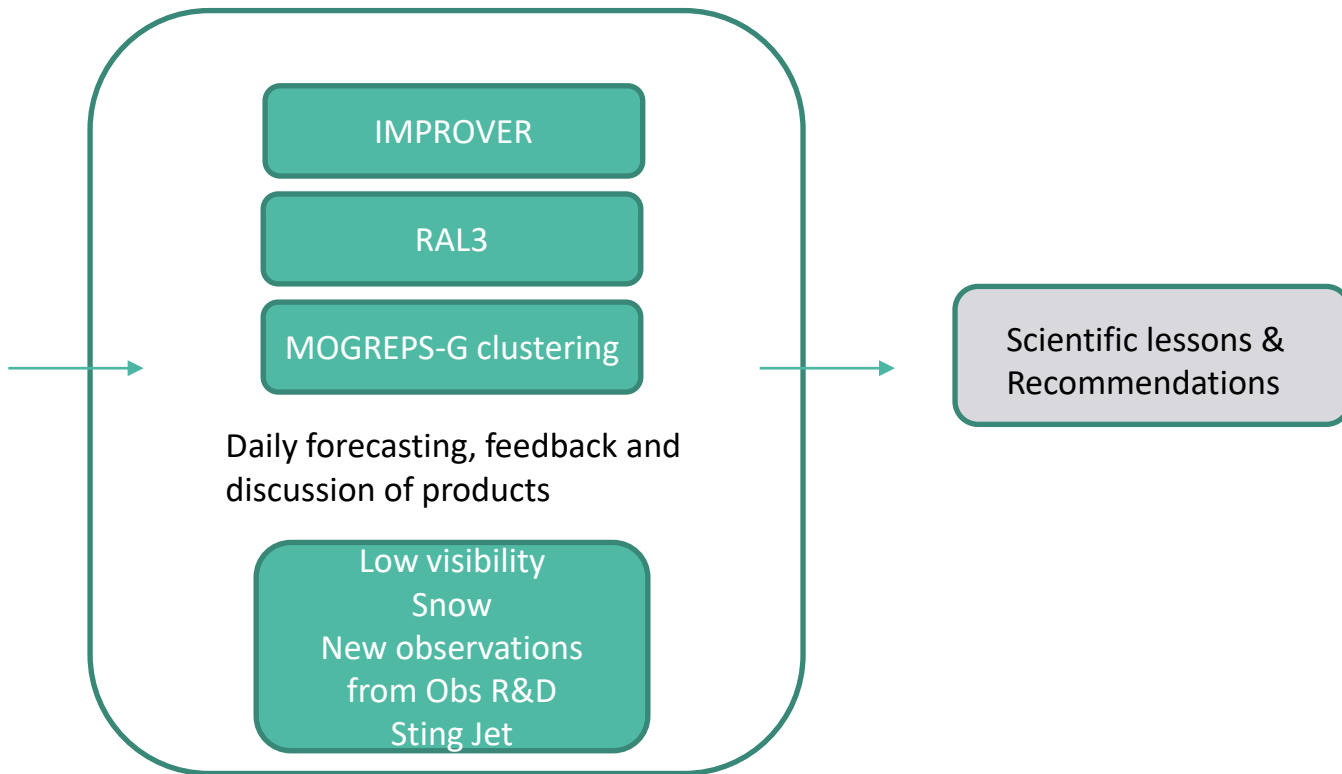 IMPROVER
RAL3
MOGREPS-G clustering
Daily forecasting, feedback and
discussion of products
Low visibility
Snow
New observations
from Obs R&D
Sting Jet
Scientific lessons &
Recommendations